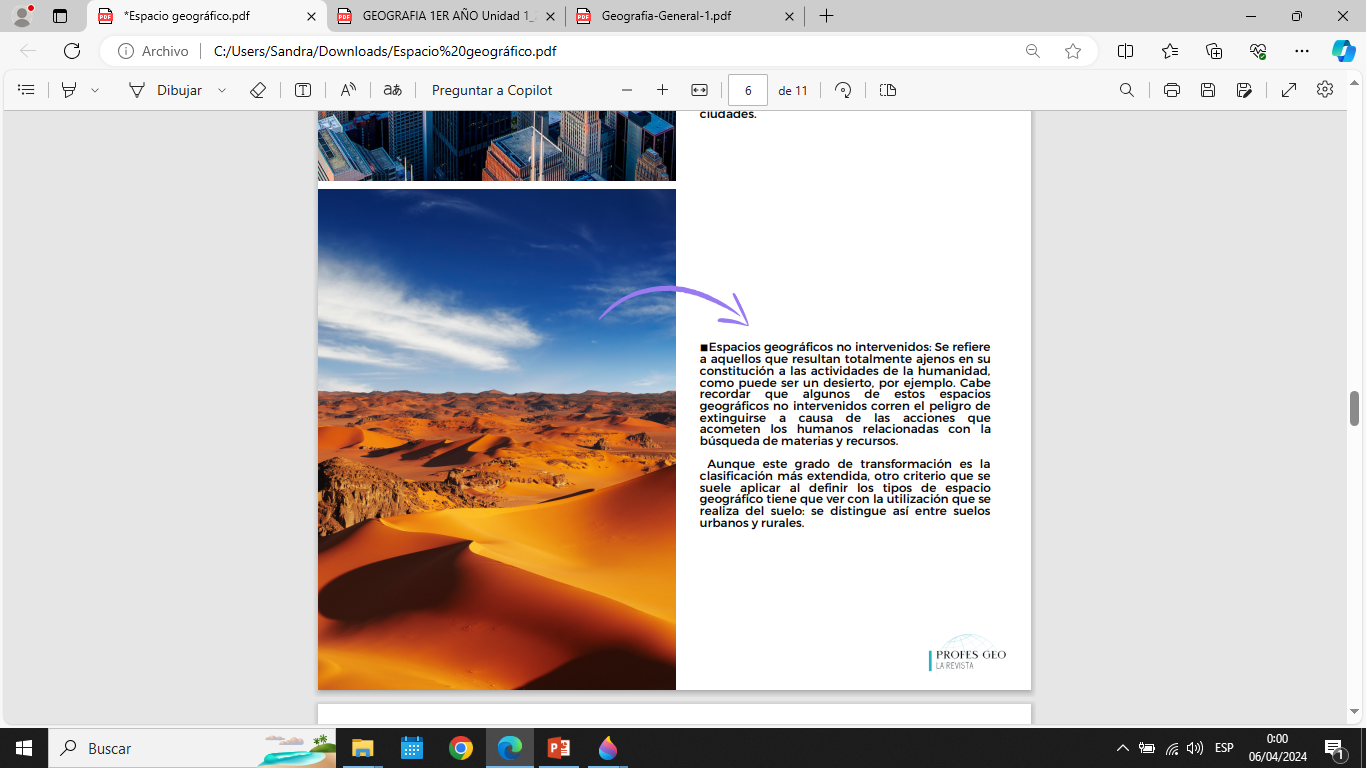 *Espacio geográfico.pdf
GEOGRAFIA 1ER AÑO Unidad 1_
Geografia-General-1.pdf
Archivo
C:/Users/Sandra/Downloads/Espacio%20geográfico.pdf
Dibujar
aあ
Preguntar a Copilot
6
de 11
ciudades.
■Espacios geográficos no intervenidos: Se refiere
a aquellos que resultan totalmente ajenos en su
constitución a las actividades de la humanidad,
como puede ser un desierto, por ejemplo. Cabe
recordar que algunos de estos espacios
geográficos no intervenidos corren el peligro de
extinguirse a causa de las acciones que
acometen los humanos relacionadas con la
búsqueda de materias y recursos.
Aunque este grado de transformación es la
clasificación más extendida, otro criterio que se
suele aplicar al definir los tipos de espacio
geográfico tiene que ver con la utilización que se
realiza del suelo: se distingue así entre suelos
urbanos y rurales.
PROFES GEO
LA REVISTA
Buscar
ESP
0:00
06/04/2024
1